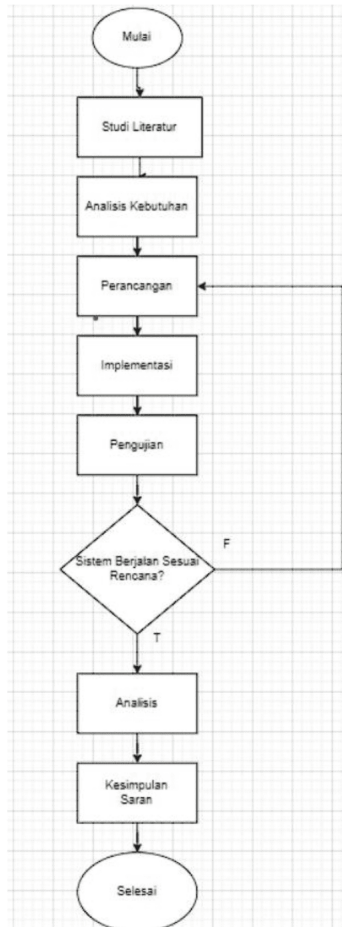 Mulai
Studi Literatur
Analisis Kebutuhan
Perancangan
Implementasi
Pengujian
Sistem Berjalan Sesuai
Rencana?
F
T
Analisis
Kesimpulan
Saran
Selesai